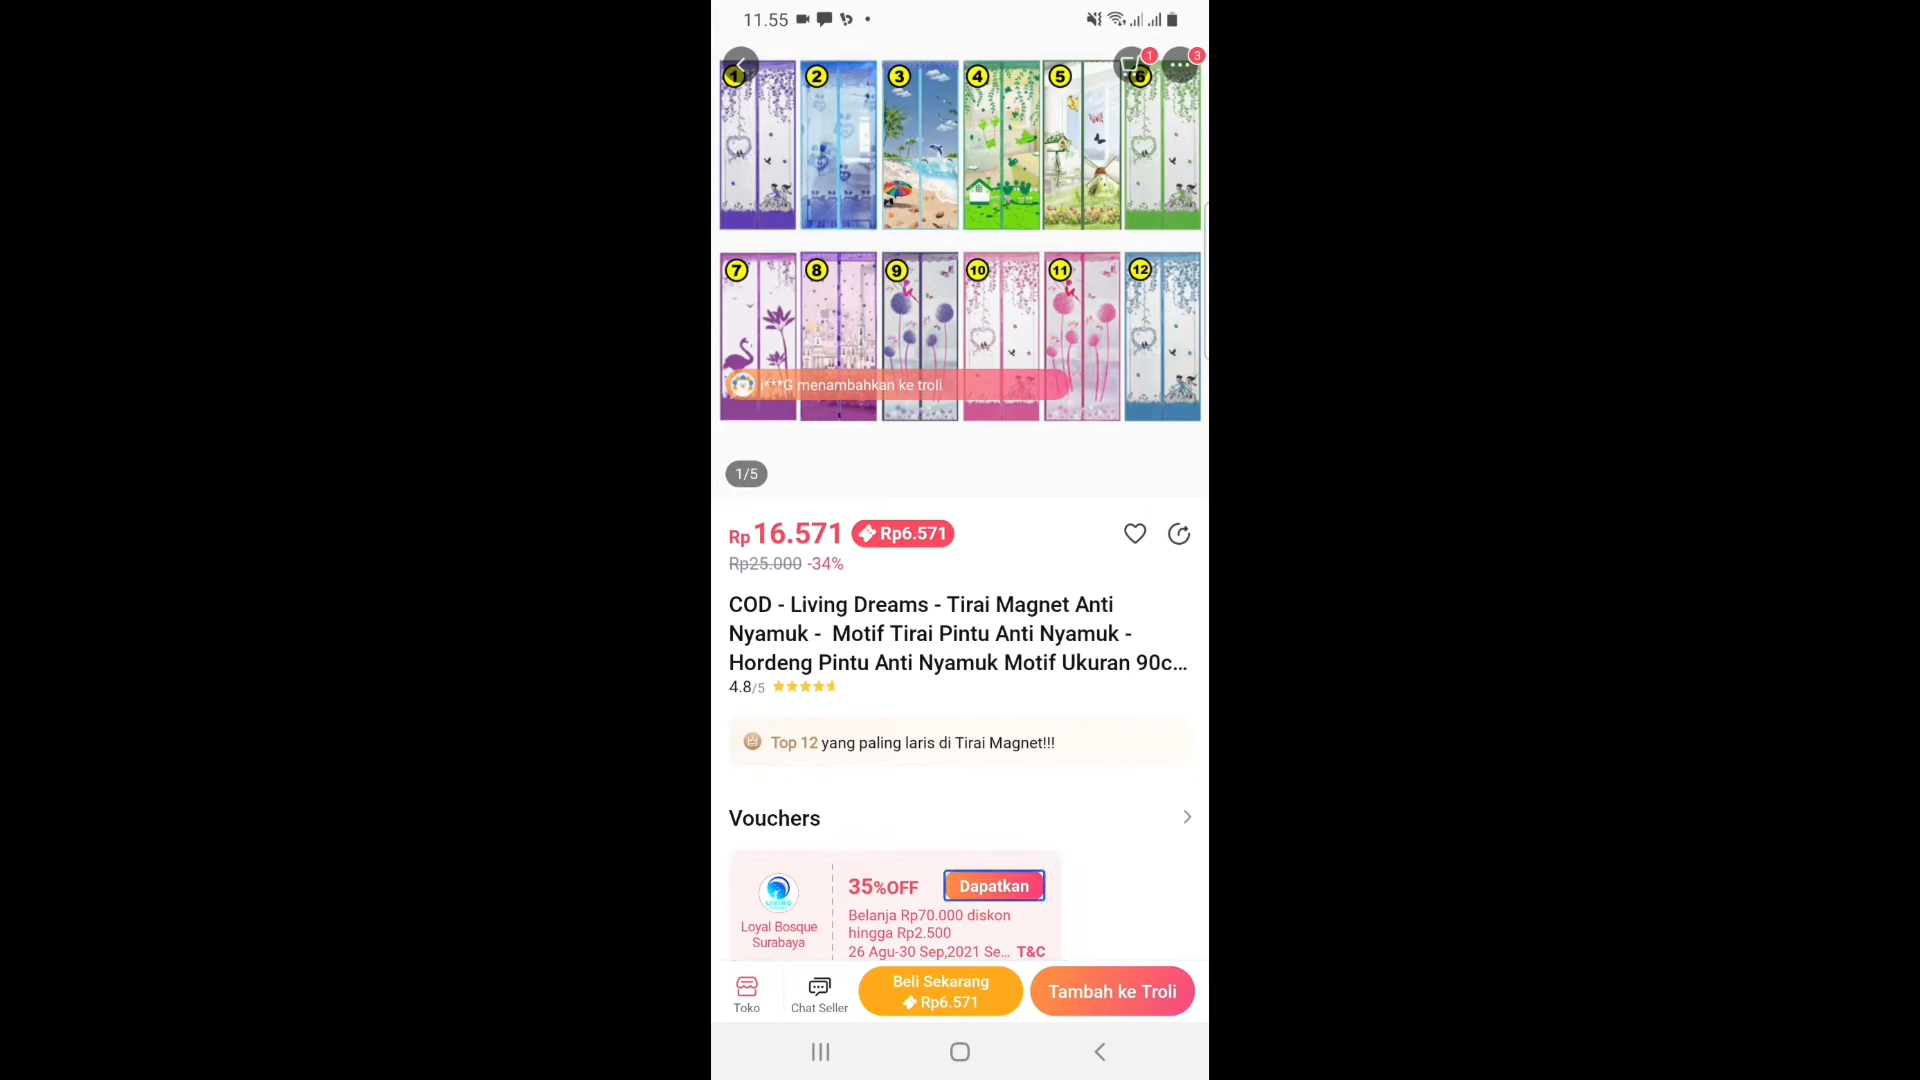 11.55
1
3
1
2
3
4
5
6
7
8
9
10
11
12
i***G menambahkan ke troli
1/5
Rp16.571 Rp6.571
Rp25.000 -34%
COD - Living Dreams - Tirai Magnet Anti
Nyamuk - Motif Tirai Pintu Anti Nyamuk -
Hordeng Pintu Anti Nyamuk Motif Ukuran 90c...
4.8/5
Top 12 yang paling laris di Tirai Magnet!!!
Vouchers
LIVING
Loyal Bosque
Surabaya
35%OFF
Dapatkan
Belanja Rp70.000 diskon
hingga Rp2.500
26 Agu-30 Sep,2021 Se... T&C
Toko
Chat Seller
Beli Sekarang
Rp6.571
Tambah ke Troli